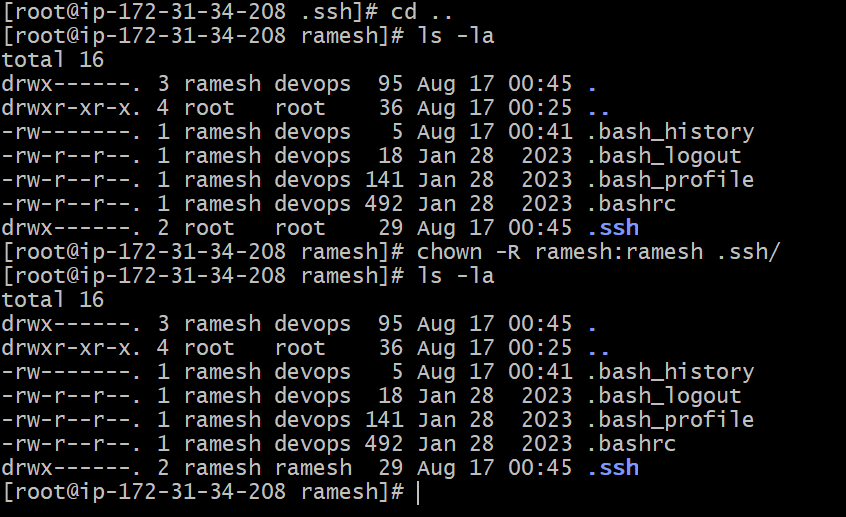 [root@ip-172-31-34-208 .ssh]# cd ..
[root@ip-172-31-34-208 ramesh]# ls -la
total 16
drwx------. 3 ramesh devops  95 Aug 17 00:45 .
drwxr-xr-x. 4 root   root    36 Aug 17 00:25 ..
-rw-------. 1 ramesh devops   5 Aug 17 00:41 .bash_history
-rw-r--r--. 1 ramesh devops  18 Jan 28  2023 .bash_logout
-rw-r--r--. 1 ramesh devops 141 Jan 28  2023 .bash_profile
-rw-r--r--. 1 ramesh devops 492 Jan 28  2023 .bashrc
drwx------. 2 root   root    29 Aug 17 00:45 .ssh
[root@ip-172-31-34-208 ramesh]# chown -R ramesh:ramesh .ssh/
[root@ip-172-31-34-208 ramesh]# ls -la
total 16
drwx------. 3 ramesh devops  95 Aug 17 00:45 .
drwxr-xr-x. 4 root   root    36 Aug 17 00:25 ..
-rw-------. 1 ramesh devops   5 Aug 17 00:41 .bash_history
-rw-r--r--. 1 ramesh devops  18 Jan 28  2023 .bash_logout
-rw-r--r--. 1 ramesh devops 141 Jan 28  2023 .bash_profile
-rw-r--r--. 1 ramesh devops 492 Jan 28  2023 .bashrc
drwx------. 2 ramesh ramesh  29 Aug 17 00:45 .ssh
[root@ip-172-31-34-208 ramesh]#